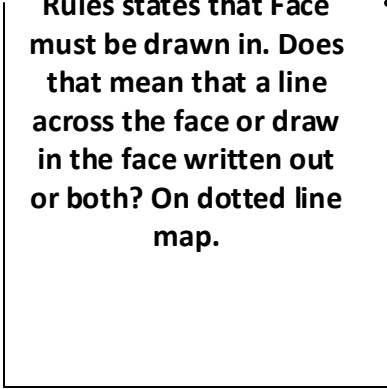 Rules states that Face
must be drawn in. Does
that mean that a line
across the face or draw
in the face written out
or both? On dotted line
map.